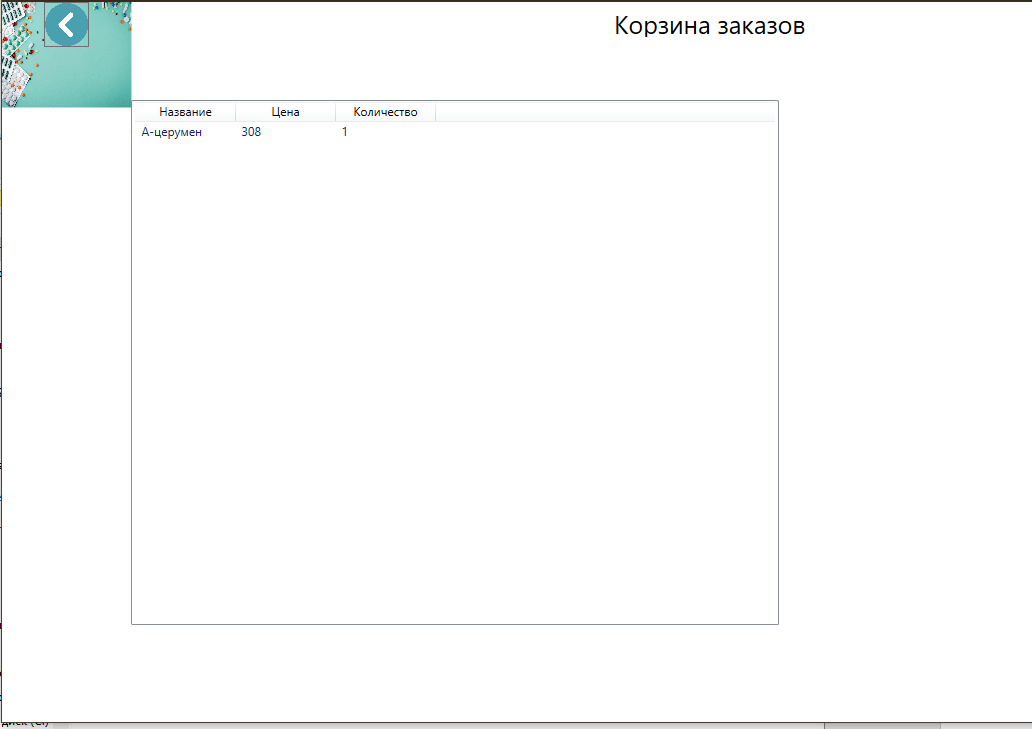 Корзина заказов
Название Цена Количество
А-церумен 308 1